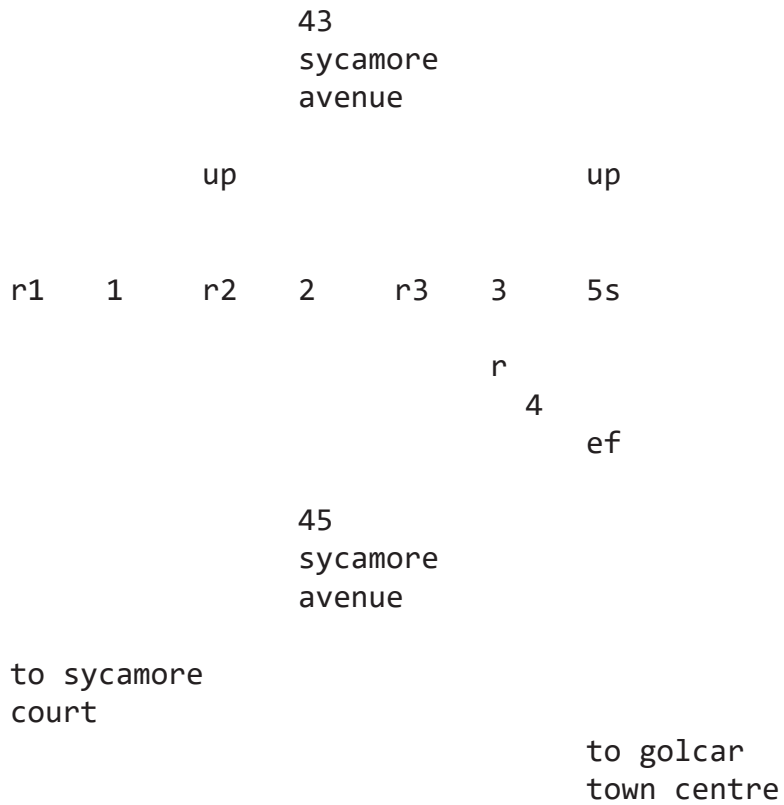 43
sycamore
avenue
up up
r1 1 r2 2 r3 3 5s
r
4
ef
45
sycamore
avenue
to sycamore
court
to golcar
town centre